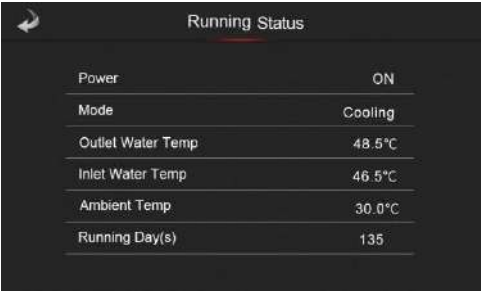 Running Status
Power ON
Mode Cooling
Outlet Water Temp 48.5℃
Inlet Water Temp 46.5℃
Ambient Temp 30.0℃
Running Day(s) 135